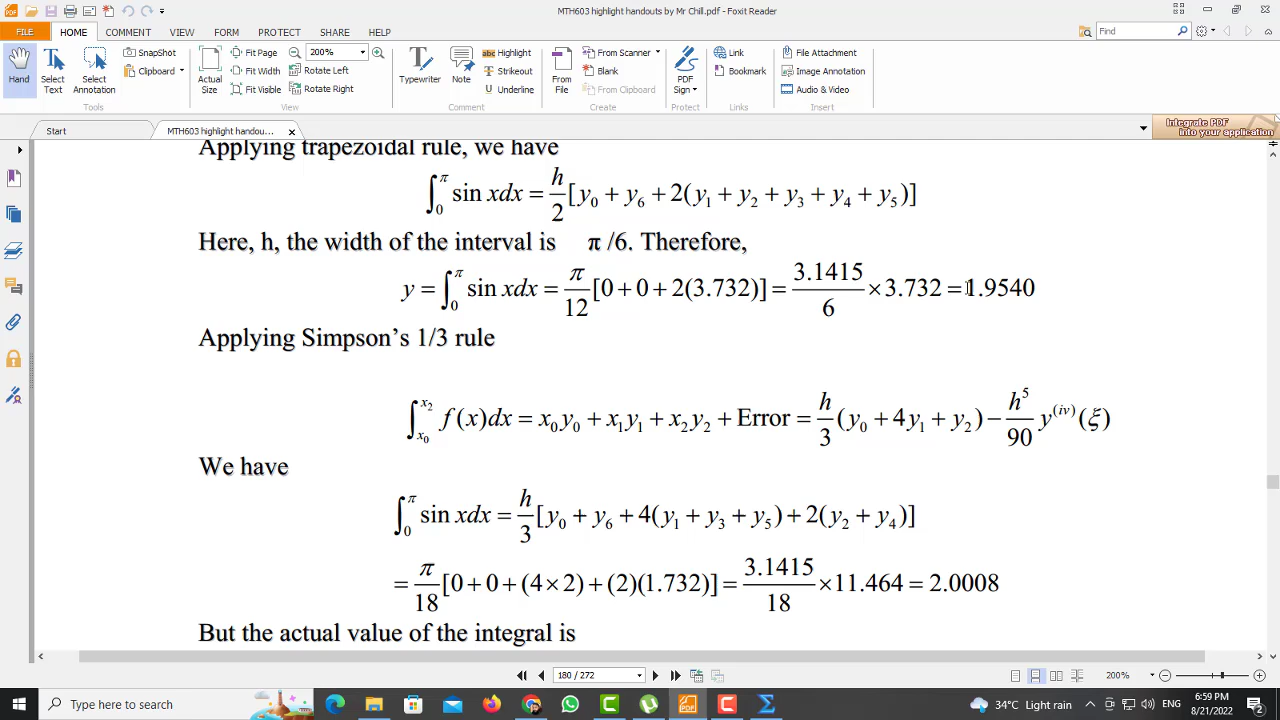 MTH603 highlight handouts by Mr Chill.pdf - Foxit Reader
FILE HOME COMMENT VIEW FORM PROTECT SHARE HELP
Find
Hand
Select Text
Select Annotation
SnapShot
Clipboard
Tools
Actual Size
Fit Page
Fit Width
Fit Visible
200%
Rotate Left
Rotate Right
View
Typewriter
Note
Highlight
Strikeout
Underline
Comment
From File
From Scanner
Blank
From Clipboard
Create
PDF Sign
Protect
Link
Bookmark
Links
File Attachment
Image Annotation
Audio & Video
Insert
Start
MTH603 highlight handou...
Integrate PDF
into your application
Applying trapezoidal rule, we have
∫₀^π sin xdx = h/2 [y₀ + y₆ + 2(y₁ + y₂ + y₃ + y₄ + y₅)]
Here, h, the width of the interval is π /6. Therefore,
y = ∫₀^π sin xdx = π/12 [0 + 0 + 2(3.732)] = 3.1415/6 × 3.732 = 1.9540
Applying Simpson’s 1/3 rule
∫_{x₀}^{x₂} f(x)dx = x₀y₀ + x₁y₁ + x₂y₂ + Error = h/3 (y₀ + 4y₁ + y₂) − h⁵/90 y^{(iv)}(ξ)
We have
∫₀^π sin xdx = h/3 [y₀ + y₆ + 4(y₁ + y₃ + y₅) + 2(y₂ + y₄)]
= π/18 [0 + 0 + (4 × 2) + (2)(1.732)] = 3.1415/18 × 11.464 = 2.0008
But the actual value of the integral is
180 / 272
200%
Type here to search
34°C Light rain
ENG
6:59 PM
8/21/2022
2